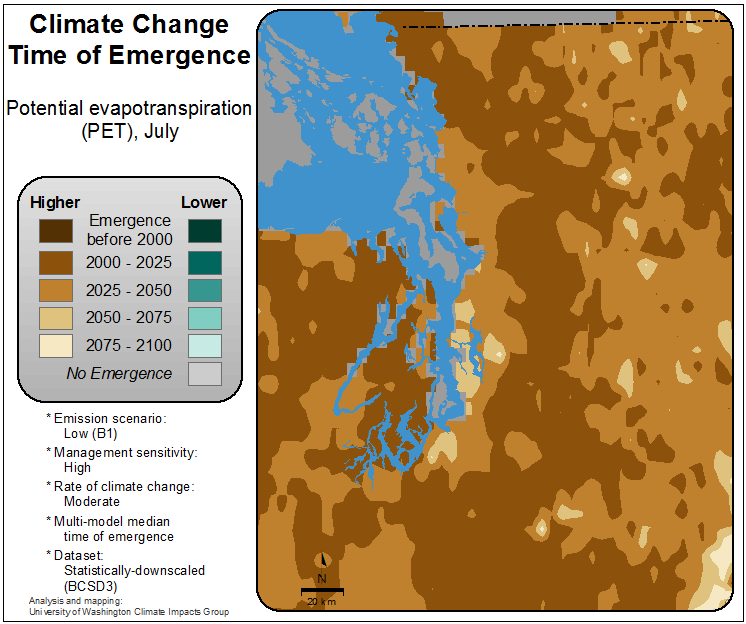 Climate Change
Time of Emergence
Potential evapotranspiration
(PET), July
Higher Lower
Emergence
before 2000
2000 - 2025
2025 - 2050
2050 - 2075
2075 - 2100
No Emergence
* Emission scenario:
Low (B1)
* Management sensitivity:
High
* Rate of climate change:
Moderate
* Multi-model median
time of emergence
* Dataset:
Statistically-downscaled
(BCSD3)
Analysis and mapping:
University of Washington Climate Impacts Group
N
20 km